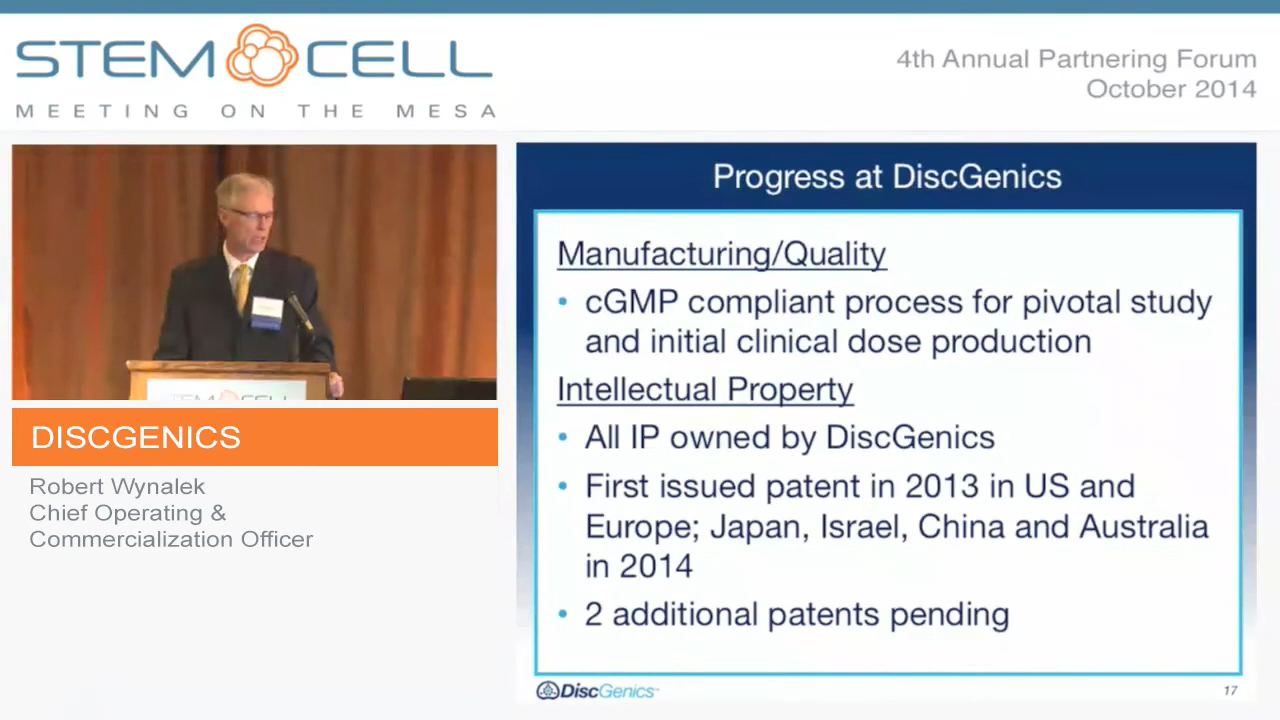 STEM CELL
MEETING ON THE MESA
4th Annual Partnering Forum
October 2014
STEM CELL
DISCGENICS
Robert Wynalek
Chief Operating &
Commercialization Officer
Progress at DiscGenics
Manufacturing/Quality
• cGMP compliant process for pivotal study
and initial clinical dose production
Intellectual Property
• All IP owned by DiscGenics
• First issued patent in 2013 in US and
Europe; Japan, Israel, China and Australia
in 2014
• 2 additional patents pending
DiscGenics™
17